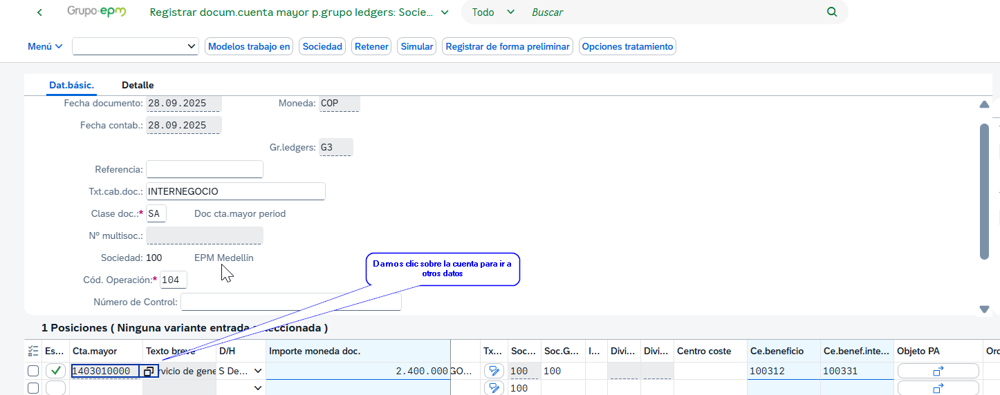 Grupo·epm Registrar docum.cuenta mayor p.grupo ledgers: Socie... Todo Buscar
Menú Modelos trabajo en Sociedad Retener Simular Registrar de forma preliminar Opciones tratamiento
Dat.básic. Detalle
Fecha documento: 28.09.2025 Moneda: COP
Fecha contab.: 28.09.2025
Gr.ledgers: G3
Referencia:
Txt.cab.doc.: INTERNEGOCIO
Clase doc.:* SA Doc cta.mayor period
Nº multisoc.:
Sociedad: 100 EPM Medellín
Damos clic sobre la cuenta para ir a
otros datos
Cód. Operación:* 104
Número de Control:
1 Posiciones ( Ninguna variante entrada seleccionada )
Es... Cta.mayor Texto breve D/H Importe moneda doc. Tx... Soc... Soc.G... I... Divi... Divi... Centro coste Ce.beneficio Ce.benef.inte... Objeto PA Ord
1403010000 rvicio de gene S De... 2.400.000 GO... 100 100 100312 100331
100